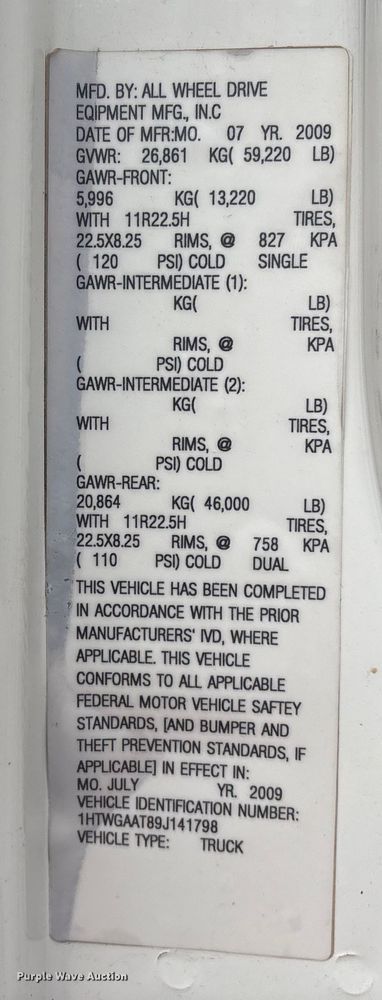 MFD. BY: ALL WHEEL DRIVE
EQIPMENT MFG., IN.C
DATE OF MFR:MO. 07 YR. 2009
GVWR: 26,861 KG( 59,220 LB)
GAWR-FRONT:
5,996 KG( 13,220 LB)
WITH 11R22.5H TIRES,
22.5X8.25 RIMS, @ 827 KPA
( 120 PSI) COLD SINGLE
GAWR-INTERMEDIATE (1):
KG( LB)
WITH TIRES,
RIMS, @ KPA
( PSI) COLD
GAWR-INTERMEDIATE (2):
KG( LB)
WITH TIRES,
RIMS, @ KPA
( PSI) COLD
GAWR-REAR:
20,864 KG( 46,000 LB)
WITH 11R22.5H TIRES,
22.5X8.25 RIMS, @ 758 KPA
( 110 PSI) COLD DUAL
THIS VEHICLE HAS BEEN COMPLETED
IN ACCORDANCE WITH THE PRIOR
MANUFACTURERS' IVD, WHERE
APPLICABLE. THIS VEHICLE
CONFORMS TO ALL APPLICABLE
FEDERAL MOTOR VEHICLE SAFTEY
STANDARDS, [AND BUMPER AND
THEFT PREVENTION STANDARDS, IF
APPLICABLE] IN EFFECT IN:
MO. JULY YR. 2009
VEHICLE IDENTIFICATION NUMBER:
1HTWGAAT89J141798
VEHICLE TYPE: TRUCK
Purple Wave Auction